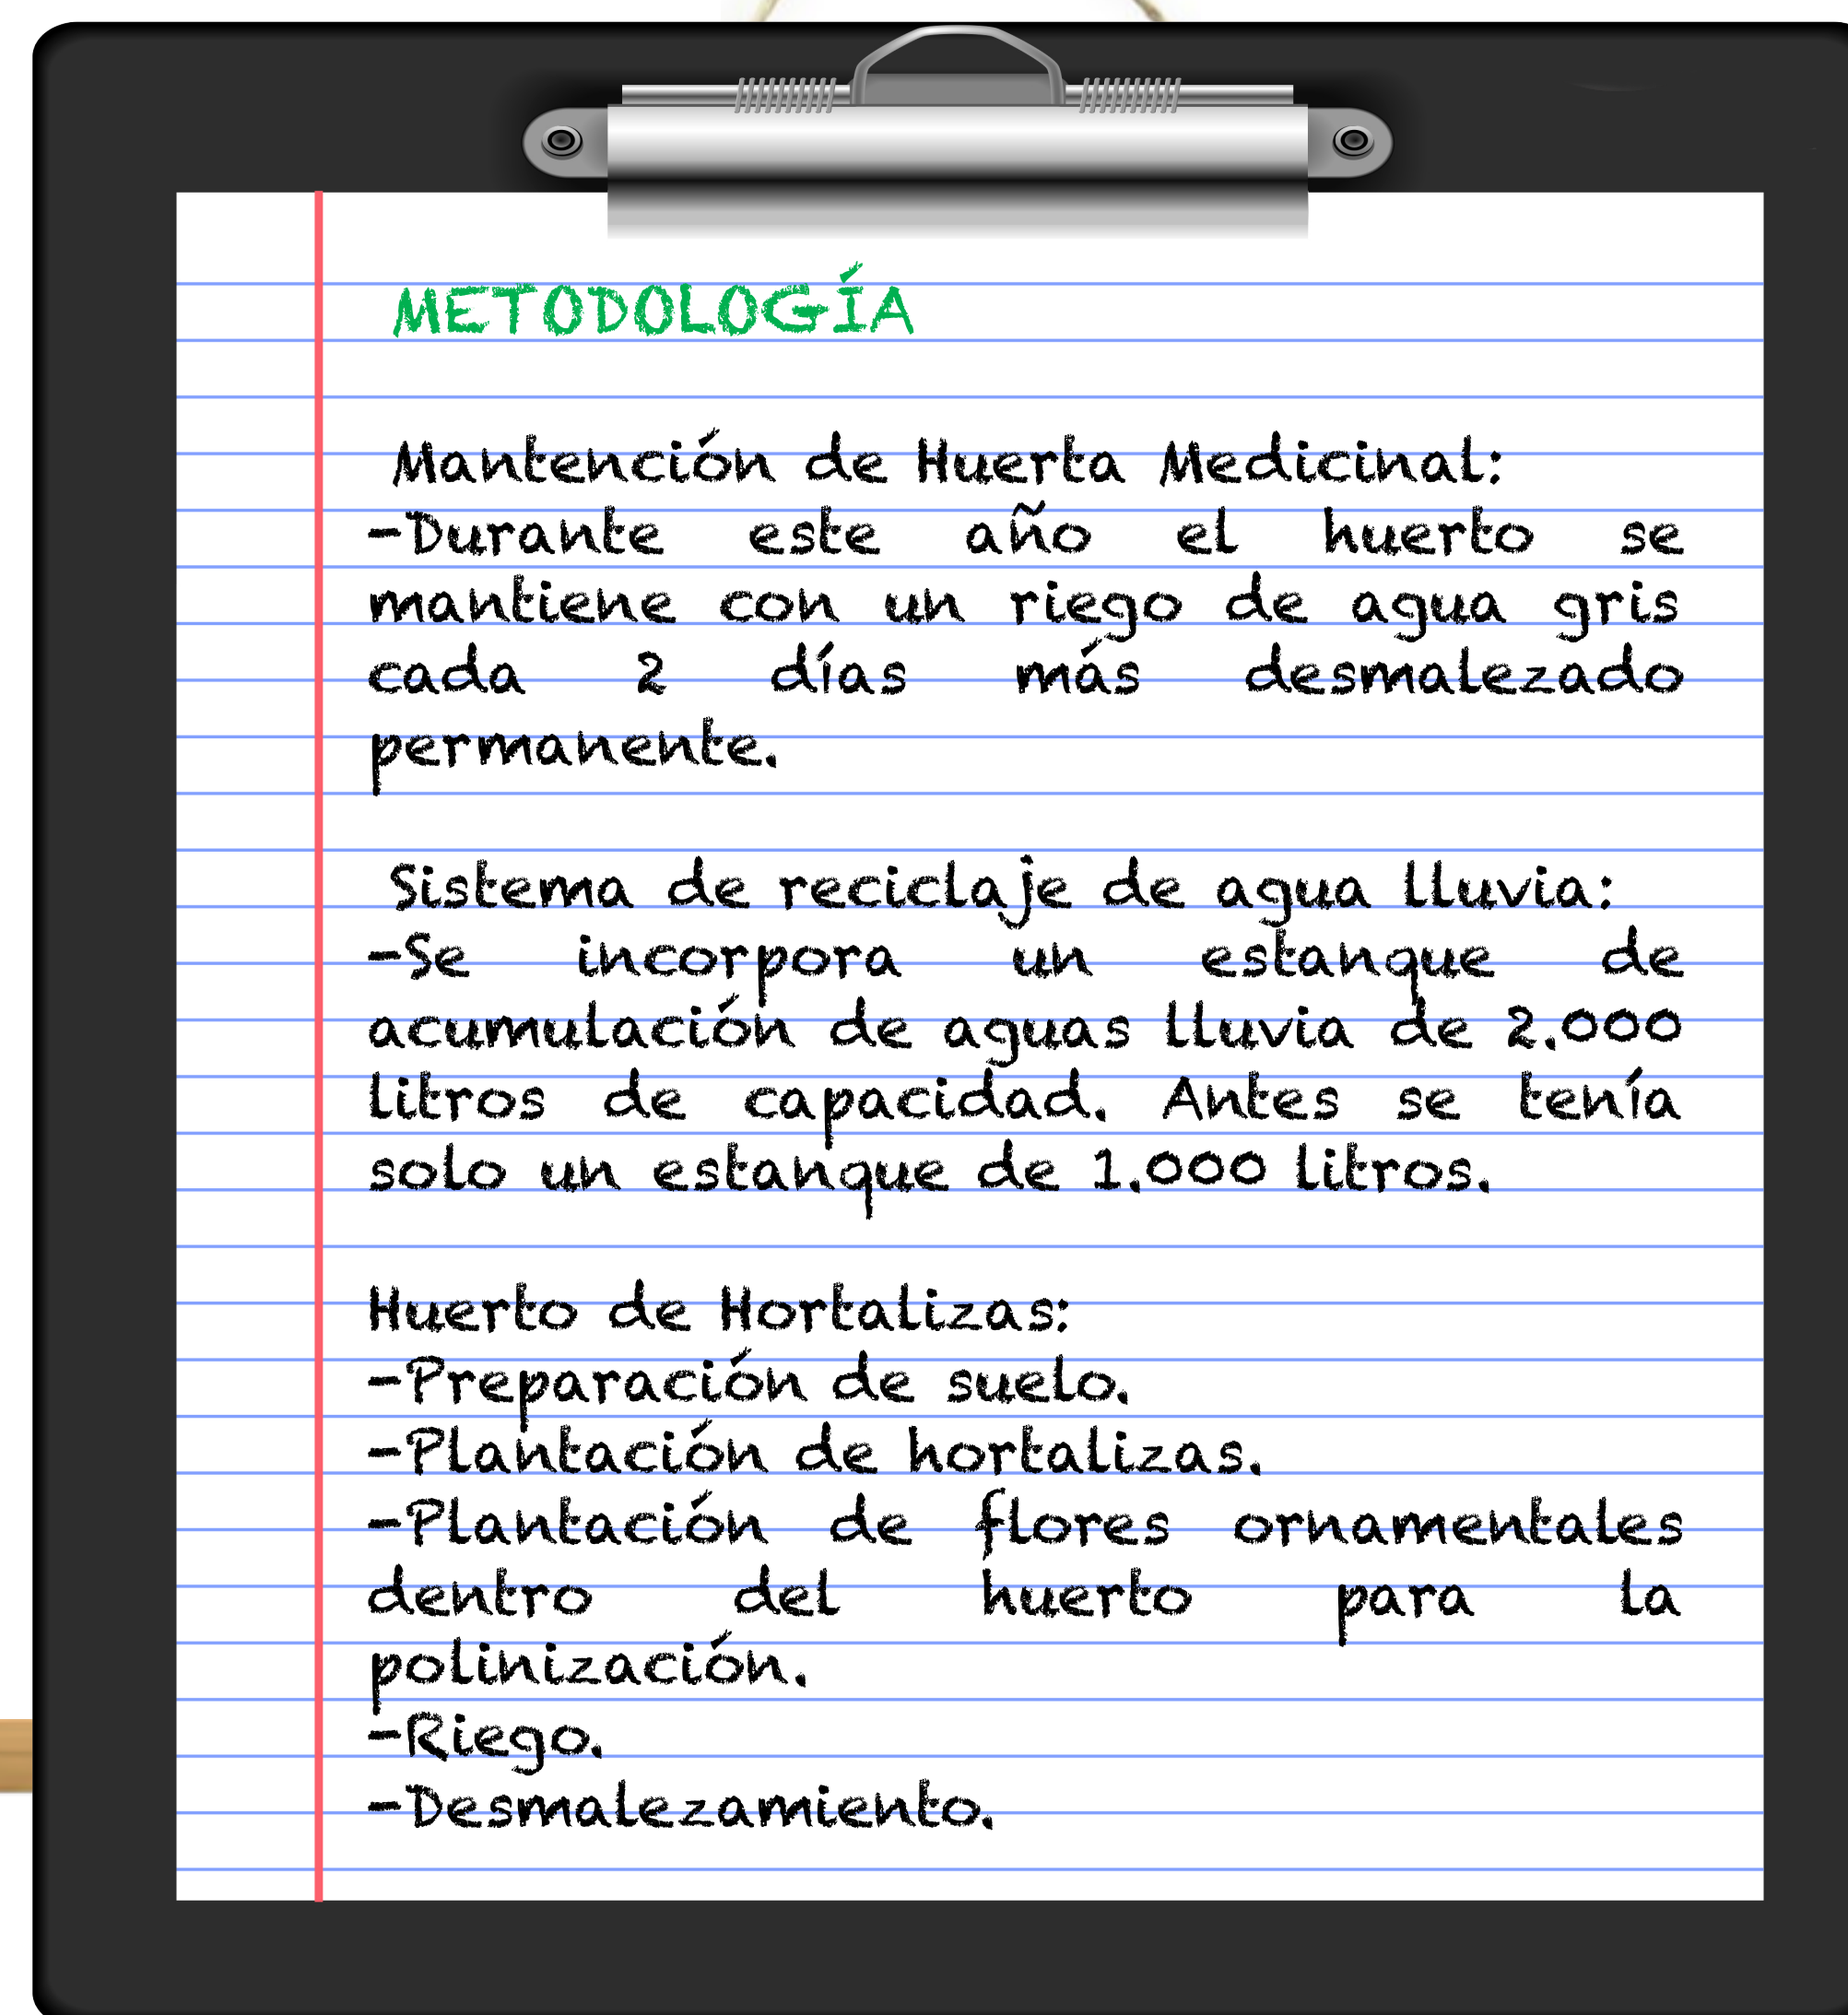 METODOLOGÍA
Mantención de Huerta Medicinal:
-Durante este año el huerto se
mantiene con un riego de agua gris
cada 2 días más desmalezado
permanente.
Sistema de reciclaje de agua lluvia:
-Se incorpora un estanque de
acumulación de aguas lluvia de 2.000
litros de capacidad. Antes se tenía
solo un estanque de 1.000 litros.
Huerto de Hortalizas:
-Preparación de suelo.
-Plantación de hortalizas.
-Plantación de flores ornamentales
dentro del huerto para la
polinización.
-Riego.
-Desmalezamiento.